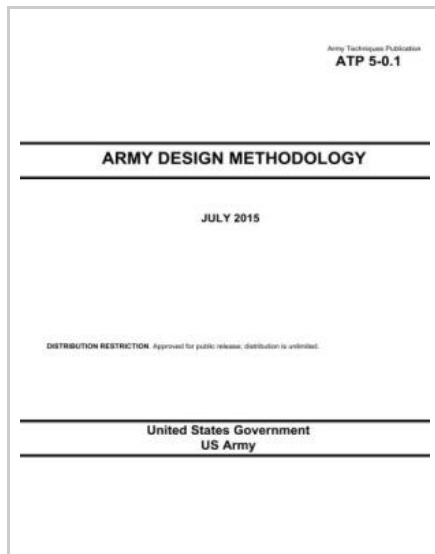 Army Techniques Publication
ATP 5-0.1
ARMY DESIGN METHODOLOGY
JULY 2015
DISTRIBUTION RESTRICTION. Approved for public release; distribution is unlimited.
United States Government
US Army